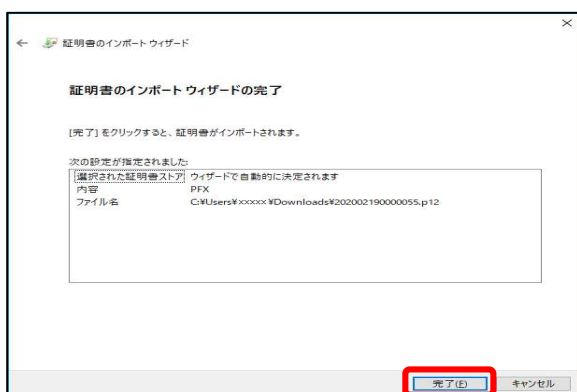 証明書のインポート ウィザード
証明書のインポート ウィザードの完了
[完了] をクリックすると、証明書がインポートされます。
次の設定が指定されました:
選択された証明書ストア ウィザードで自動的に決定されます
内容 PFX
ファイル名 C:¥Users¥xxxxx¥Downloads¥202002190000055.p12
完了(F) キャンセル